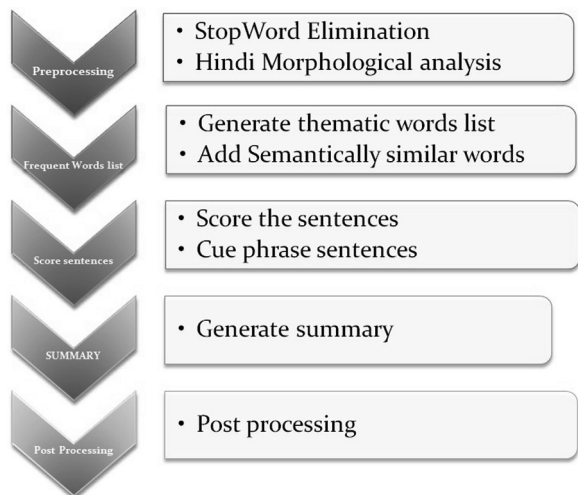 Preprocessing
• StopWord Elimination
• Hindi Morphological analysis
Frequent Words list
• Generate thematic words list
• Add Semantically similar words
Score sentences
• Score the sentences
• Cue phrase sentences
SUMMARY
• Generate summary
Post Processing
• Post processing